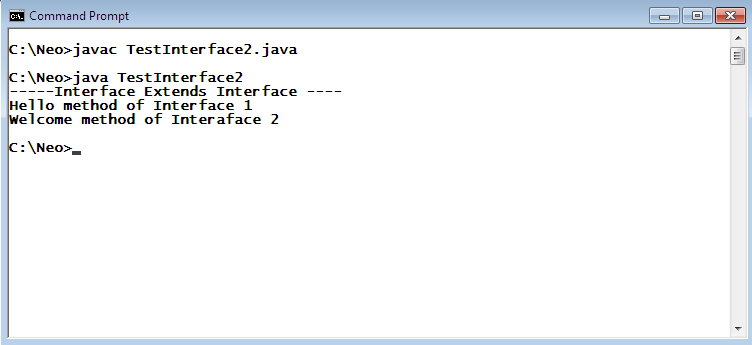 Command Prompt
C:\Neo>javac TestInterface2.java
C:\Neo>java TestInterface2
-----Interface Extends Interface ----
Hello method of Interface 1
Welcome method of Interaface 2
C:\Neo>_